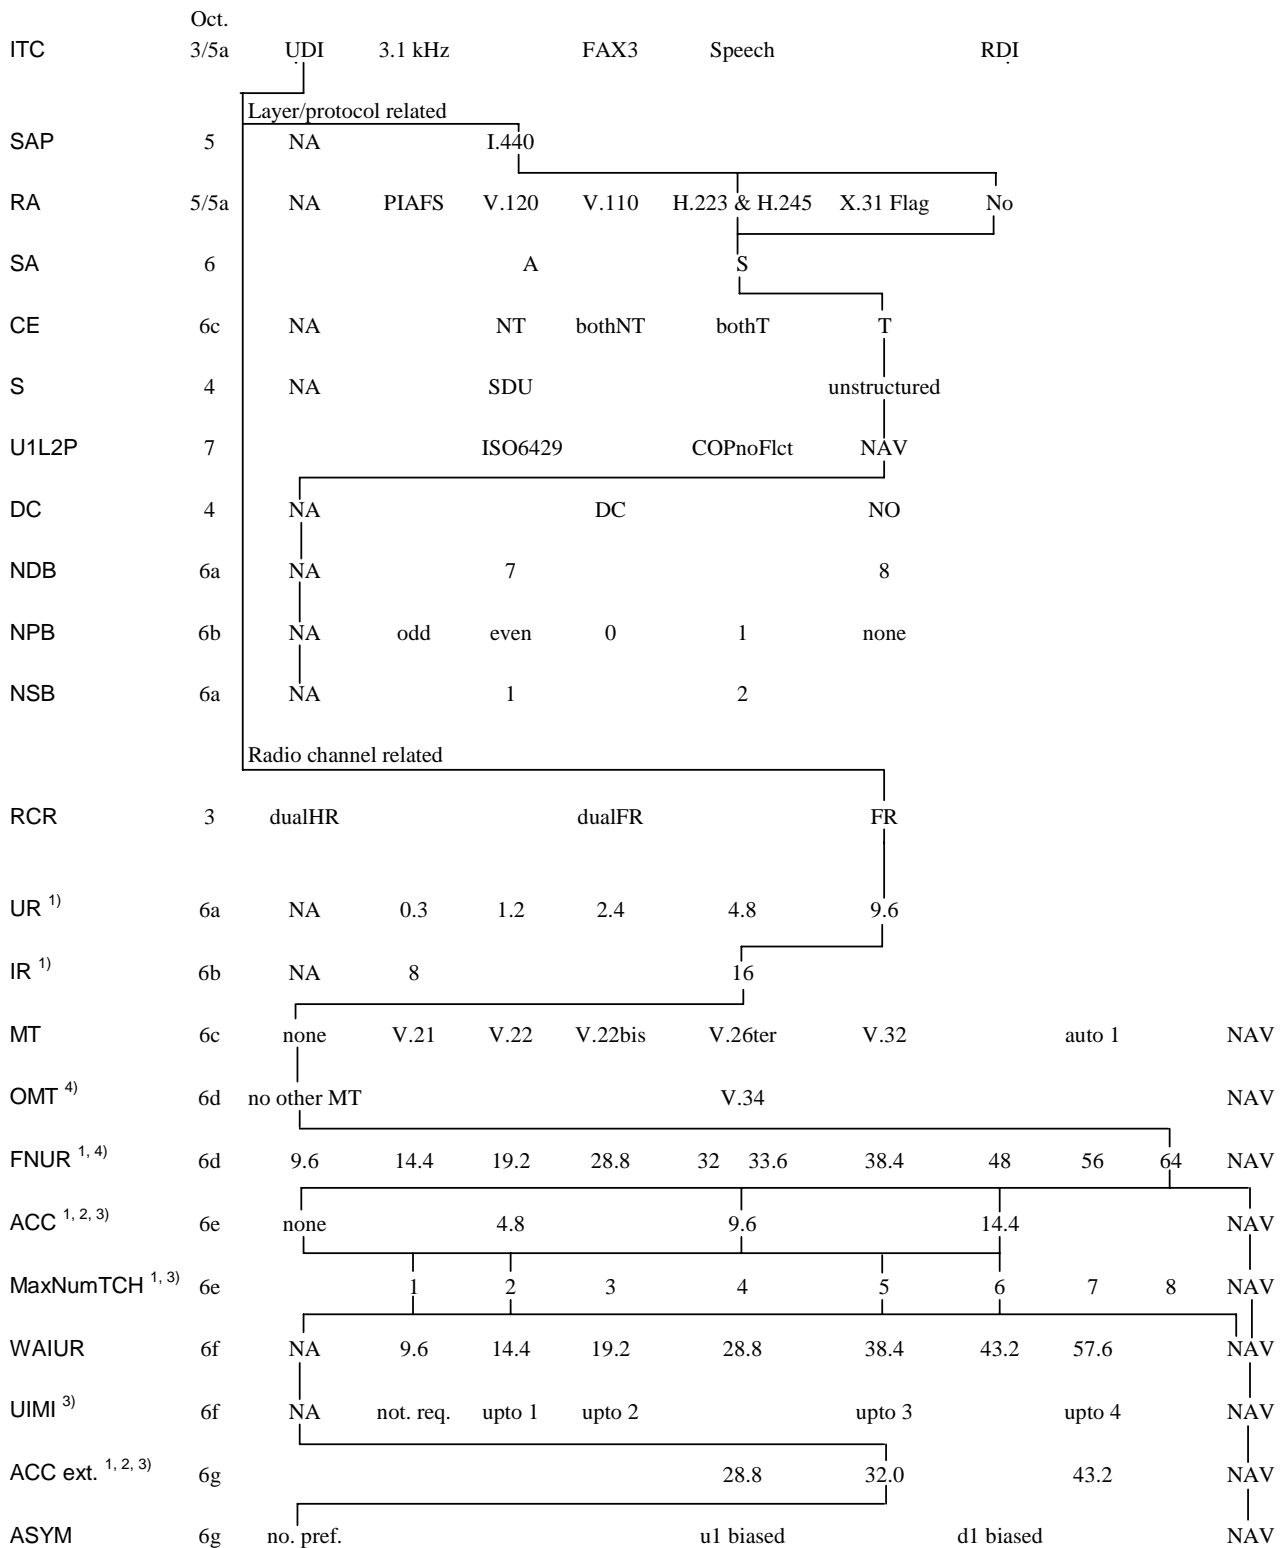 Oct.
ITC 3/5a UDI 3.1 kHz FAX3 Speech RDI
Layer/protocol related
SAP 5 NA I.440
RA 5/5a NA PIAFS V.120 V.110 H.223 & H.245 X.31 Flag No
SA 6 A S
CE 6c NA NT bothNT bothT T
S 4 NA SDU unstructured
U1L2P 7 ISO6429 COPnoFlct NAV
DC 4 NA DC NO
NDB 6a NA 7 8
NPB 6b NA odd even 0 1 none
NSB 6a NA 1 2
Radio channel related
RCR 3 dualHR dualFR FR
UR 1) 6a NA 0.3 1.2 2.4 4.8 9.6
IR 1) 6b NA 8 16
MT 6c none V.21 V.22 V.22bis V.26ter V.32 auto 1 NAV
OMT 4) 6d no other MT V.34 NAV
FNUR 1, 4) 6d 9.6 14.4 19.2 28.8 32 33.6 38.4 48 56 64 NAV
ACC 1, 2, 3) 6e none 4.8 9.6 14.4 NAV
MaxNumTCH 1, 3) 6e 1 2 3 4 5 6 7 8 NAV
WAIUR 6f NA 9.6 14.4 19.2 28.8 38.4 43.2 57.6 NAV
UIMI 3) 6f NA not. req. upto 1 upto 2 upto 3 upto 4 NAV
ACC ext. 1, 2, 3) 6g 28.8 32.0 43.2 NAV
ASYM 6g no. pref. u1 biased d1 biased NAV